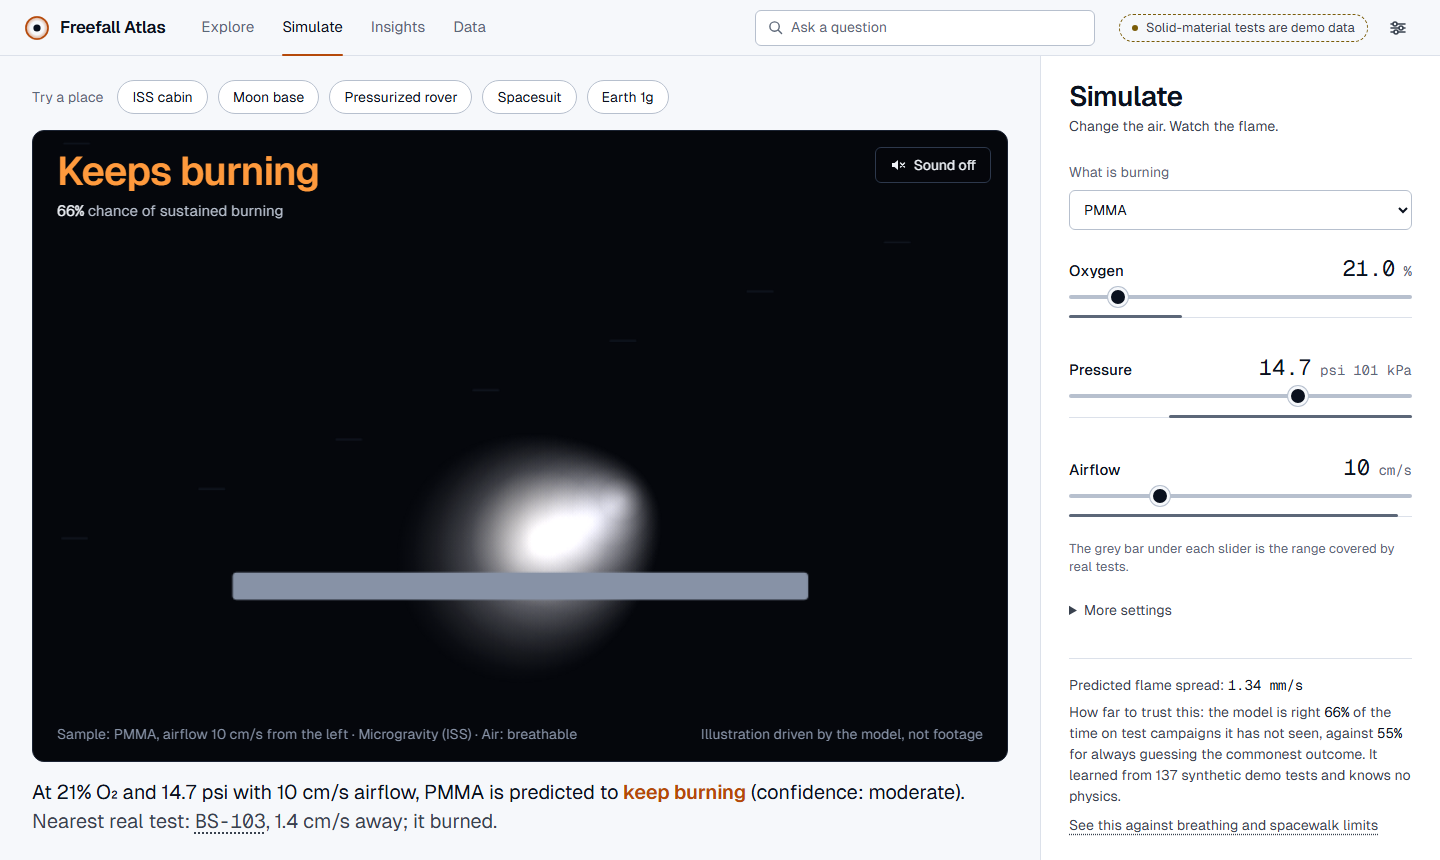 Freefall Atlas
Explore
Simulate
Insights
Data
Ask a question
Solid-material tests are demo data
Try a place
ISS cabin
Moon base
Pressurized rover
Spacesuit
Earth 1g
Keeps burning
66% chance of sustained burning
Sound off
Sample: PMMA, airflow 10 cm/s from the left · Microgravity (ISS) · Air: breathable
Illustration driven by the model, not footage
At 21% O₂ and 14.7 psi with 10 cm/s airflow, PMMA is predicted to keep burning (confidence: moderate).
Nearest real test: BS-103, 1.4 cm/s away; it burned.
Simulate
Change the air. Watch the flame.
What is burning
PMMA
Oxygen
21.0 %
Pressure
14.7 psi 101 kPa
Airflow
10 cm/s
The grey bar under each slider is the range covered by
real tests.
More settings
Predicted flame spread: 1.34 mm/s
How far to trust this: the model is right 66% of the
time on test campaigns it has not seen, against 55%
for always guessing the commonest outcome. It
learned from 137 synthetic demo tests and knows no
physics.
See this against breathing and spacewalk limits